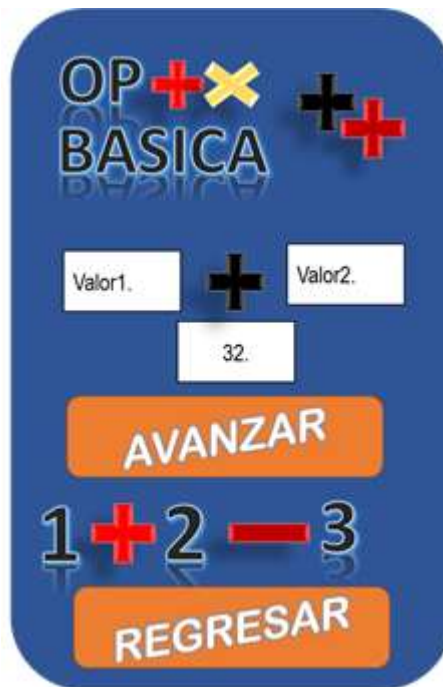 OP+×
BASICA
Valor1. + Valor2.
32.
AVANZAR
1+2-3
REGRESAR